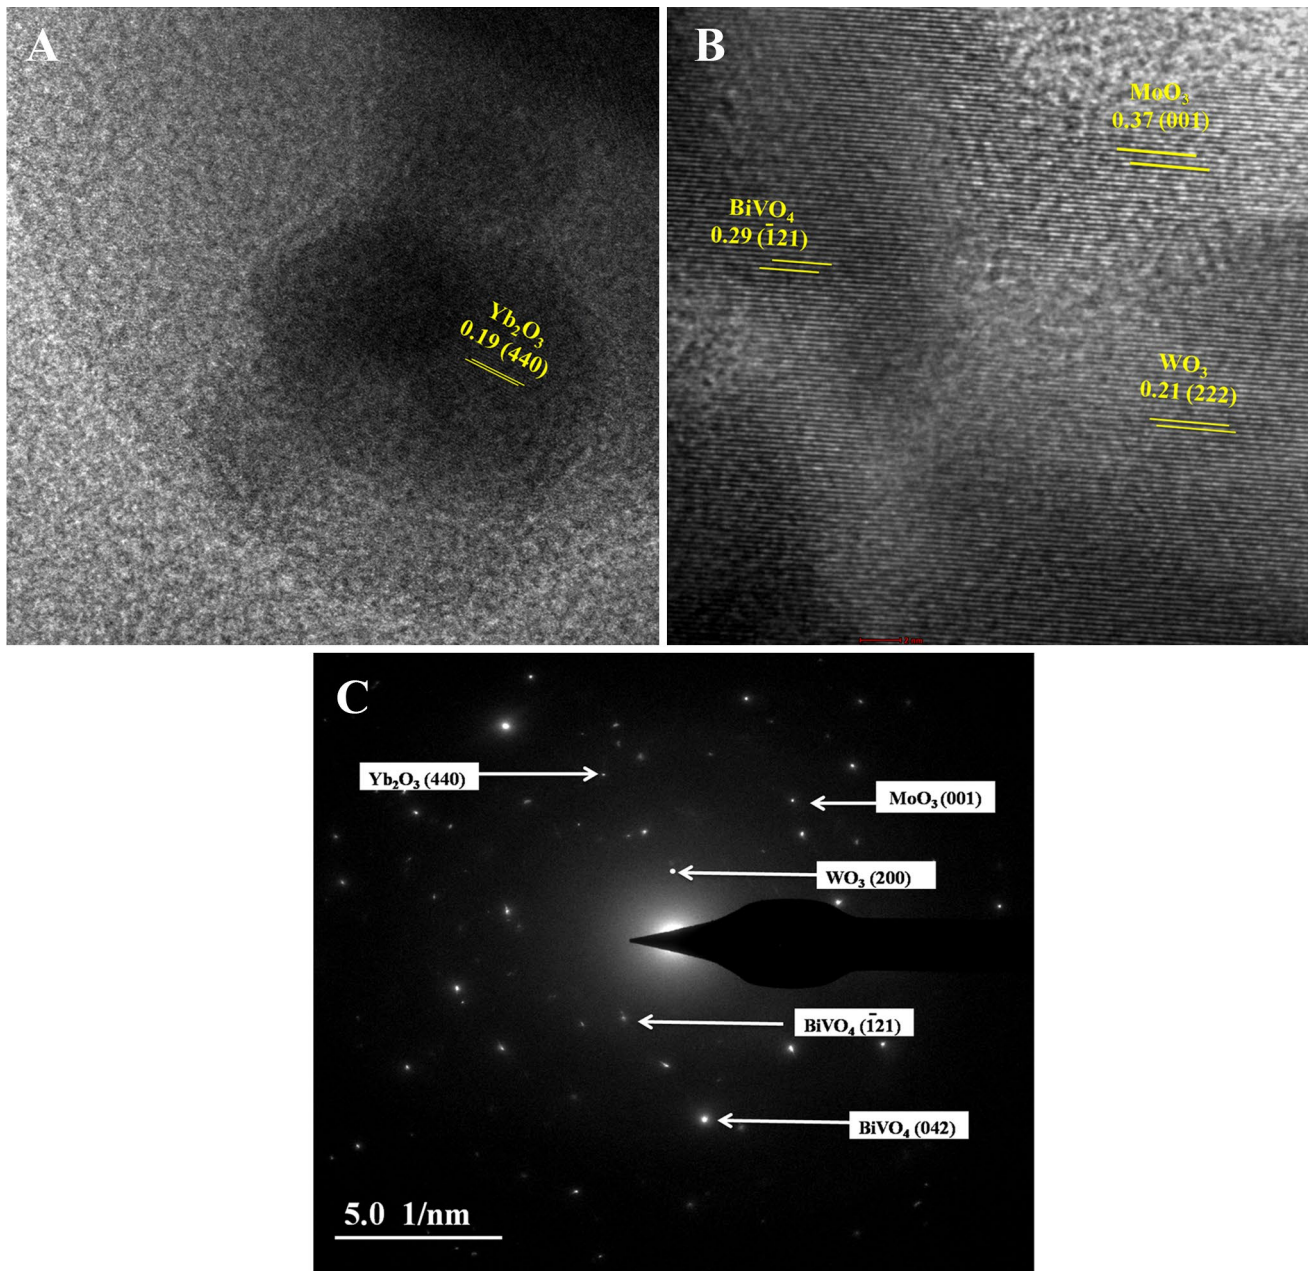 A
Yb₂O₃
0.19 (440)
B
MoO₃
0.37 (001)
BiVO₄
0.29 (1̅21)
WO₃
0.21 (222)
C
Yb₂O₃ (440)
MoO₃ (001)
WO₃ (200)
BiVO₄ (1̅21)
BiVO₄ (042)
5.0 1/nm